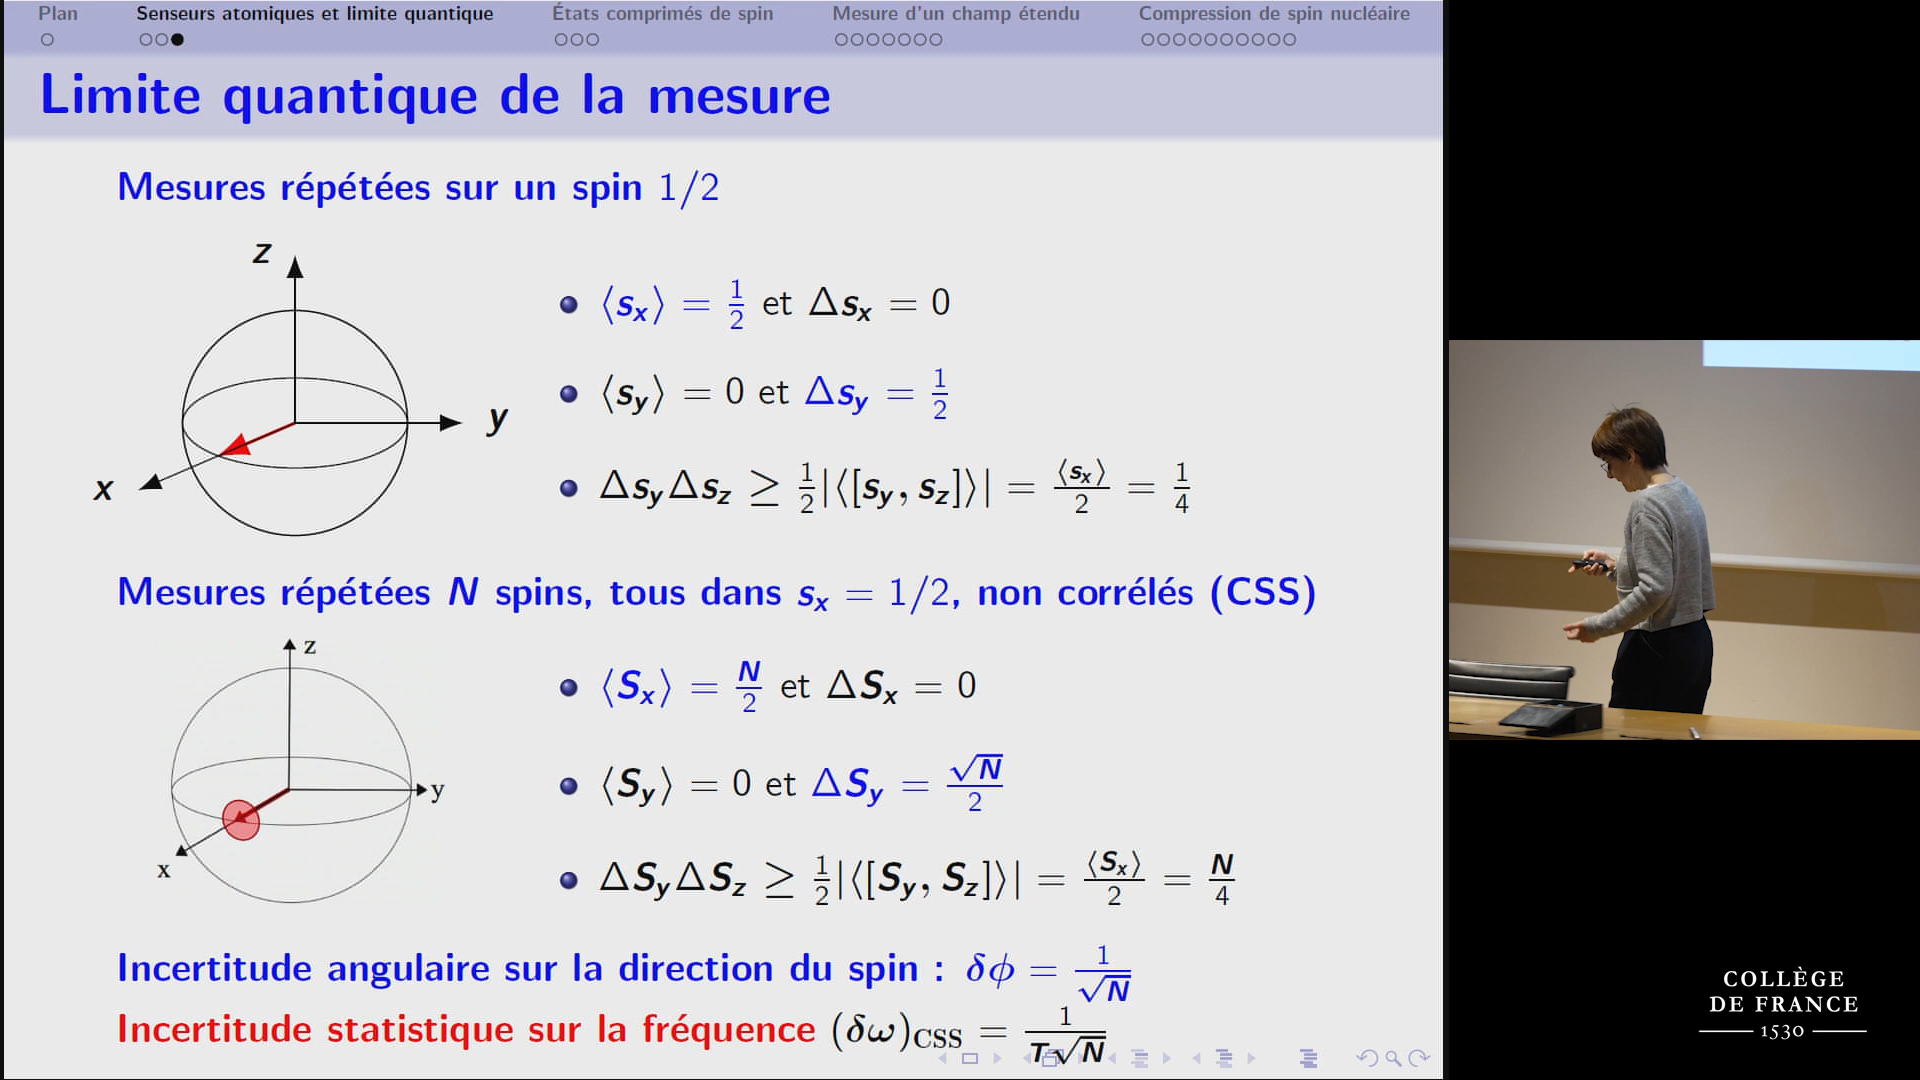 Plan Senseurs atomiques et limite quantique États comprimés de spin Mesure d'un champ étendu Compression de spin nucléaire
Limite quantique de la mesure
Mesures répétées sur un spin 1/2
z
y
x
⟨s_x⟩ = 1/2 et Δs_x = 0
⟨s_y⟩ = 0 et Δs_y = 1/2
Δs_yΔs_z ≥ 1/2|⟨[s_y, s_z]⟩| = ⟨s_x⟩/2 = 1/4
Mesures répétées N spins, tous dans s_x = 1/2, non corrélés (CSS)
z
y
x
⟨S_x⟩ = N/2 et ΔS_x = 0
⟨S_y⟩ = 0 et ΔS_y = √N/2
ΔS_yΔS_z ≥ 1/2|⟨[S_y, S_z]⟩| = ⟨S_x⟩/2 = N/4
Incertitude angulaire sur la direction du spin : δϕ = 1/√N
Incertitude statistique sur la fréquence (δω)_CSS = 1/T√N
COLLÈGE
DE FRANCE
1530